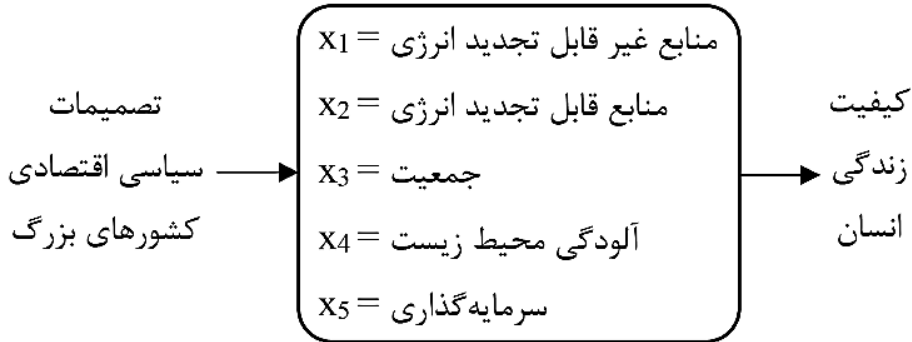 تصمیمات
سیاسی اقتصادی
کشورهای بزرگ
x1 = منابع غیر قابل تجدید انرژی
x2 = منابع قابل تجدید انرژی
x3 = جمعیت
x4 = آلودگی محیط زیست
x5 = سرمایه‌گذاری
کیفیت
زندگی
انسان